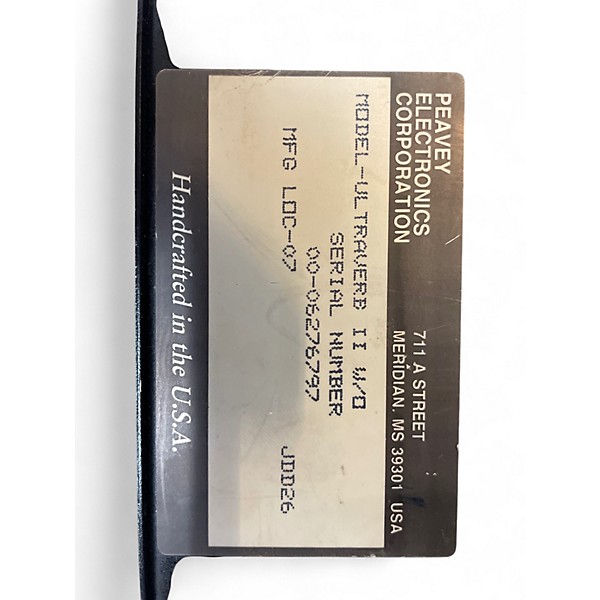 PEAVEY
ELECTRONICS
CORPORATION
711 A STREET
MERIDIAN, MS 39301 USA
MODEL-ULTRAVERB II W/O
SERIAL NUMBER
00-06276797
MFG LOC-07 JDD26
Handcrafted in the U.S.A.